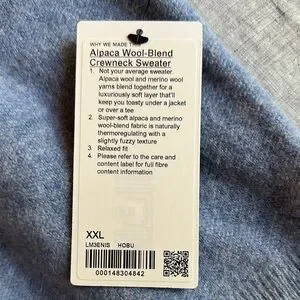 WHY WE MADE THIS
Alpaca Wool-Blend
Crewneck Sweater
1. Not your average sweater.
Alpaca wool and merino wool
yarns blend together for a
luxuriously soft layer that'll
keep you toasty under a jacket
or over a tee
2. Super-soft alpaca and merino
wool-blend fabric is naturally
thermoregulating with a
slightly fuzzy texture
3. Relaxed fit
4. Please refer to the care and
content label for full fibre
content information
XXL
LM3ENIS HOBU
000148304842